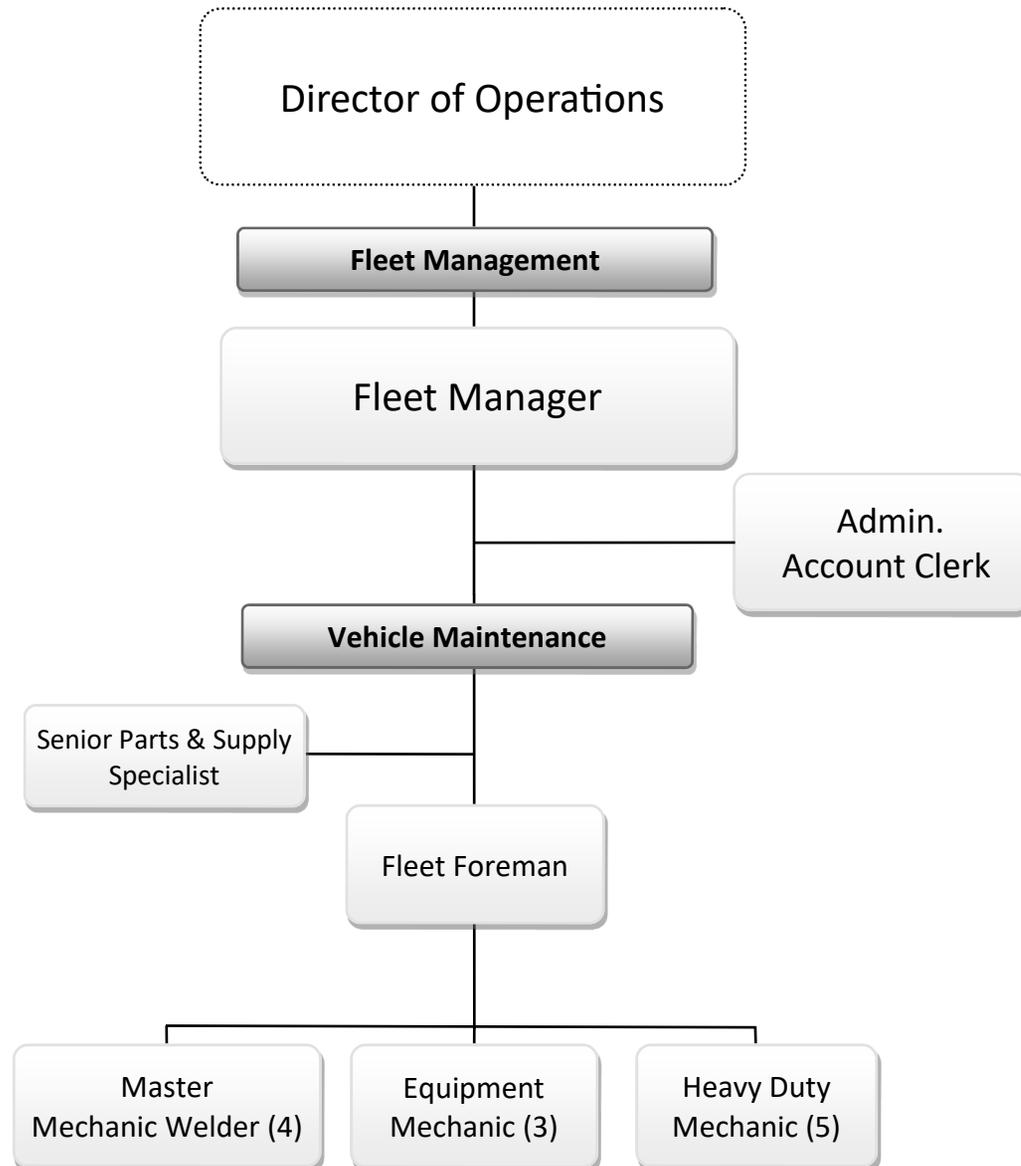 Director of Operations
Fleet Management
Fleet Manager
Admin.
Account Clerk
Vehicle Maintenance
Senior Parts & Supply
Specialist
Fleet Foreman
Master
Mechanic Welder (4)
Equipment
Mechanic (3)
Heavy Duty
Mechanic (5)